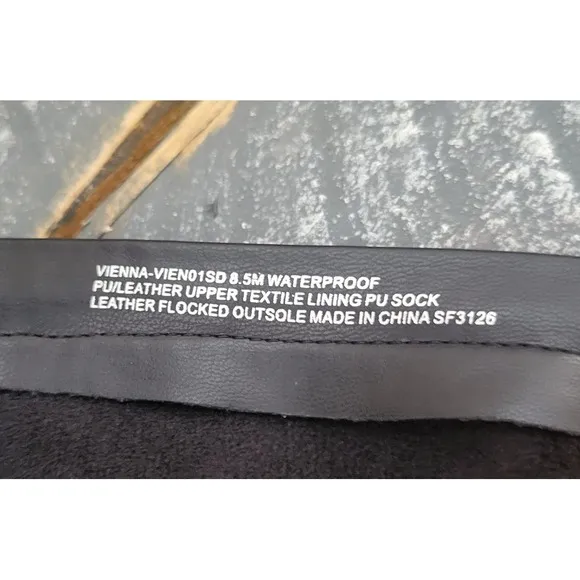 VIENNA-VIEN01SD 8.5M WATERPROOF
PU/LEATHER UPPER TEXTILE LINING PU SOCK
LEATHER FLOCKED OUTSOLE MADE IN CHINA SF3126